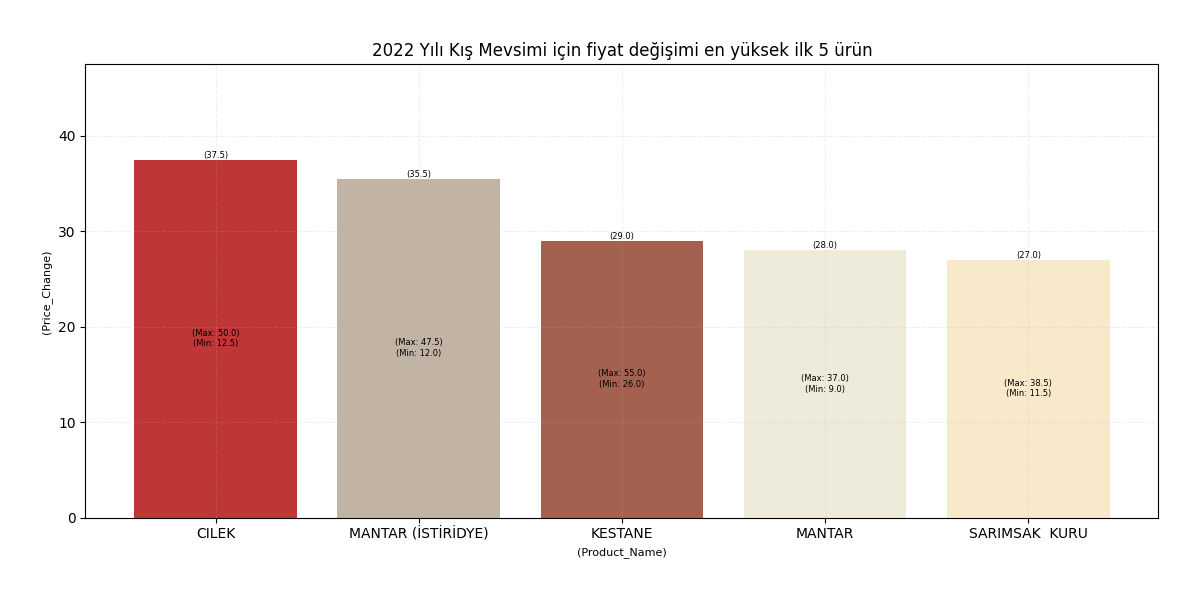 2022 Yılı Kış Mevsimi için fiyat değişimi en yüksek ilk 5 ürün
(Price_Change)
40
30
20
10
0
(37.5)
(Max: 50.0)
(Min: 12.5)
(35.5)
(Max: 47.5)
(Min: 12.0)
(29.0)
(Max: 55.0)
(Min: 26.0)
(28.0)
(Max: 37.0)
(Min: 9.0)
(27.0)
(Max: 38.5)
(Min: 11.5)
CILEK
MANTAR (İSTİRİDYE)
KESTANE
MANTAR
SARIMSAK  KURU
(Product_Name)